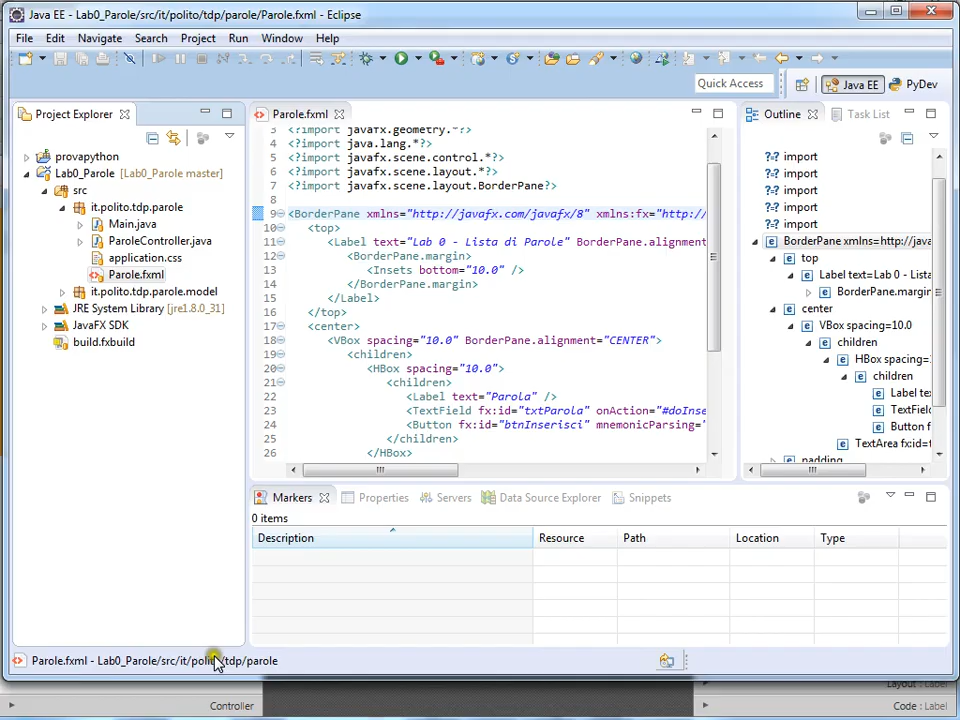 Java EE - Lab0_Parole/src/it/polito/tdp/parole/Parole.fxml - Eclipse
File Edit Navigate Search Project Run Window Help
Quick Access
Java EE
PyDev
Project Explorer
provapython
Lab0_Parole [Lab0_Parole master]
src
it.polito.tdp.parole
Main.java
ParoleController.java
application.css
Parole.fxml
it.polito.tdp.parole.model
JRE System Library [jre1.8.0_31]
JavaFX SDK
build.fxbuild
Parole.fxml
3 <?import javafx.geometry.*?>
4 <?import java.lang.*?>
5 <?import javafx.scene.control.*?>
6 <?import javafx.scene.layout.*?>
7 <?import javafx.scene.layout.BorderPane?>
8
9 <BorderPane xmlns="http://javafx.com/javafx/8" xmlns:fx="http:/
10 <top>
11 <Label text="Lab 0 - Lista di Parole" BorderPane.alignment
12 <BorderPane.margin>
13 <Insets bottom="10.0" />
14 </BorderPane.margin>
15 </Label>
16 </top>
17 <center>
18 <VBox spacing="10.0" BorderPane.alignment="CENTER">
19 <children>
20 <HBox spacing="10.0">
21 <children>
22 <Label text="Parola" />
23 <TextField fx:id="txtParola" onAction="#doInse
24 <Button fx:id="btnInserisci" mnemonicParsing="
25 </children>
26 </HBox>
Outline
Task List
import
import
import
import
import
BorderPane xmlns=http://java
top
Label text=Lab 0 - Lista
BorderPane.margin
center
VBox spacing=10.0
children
HBox spacing=
children
Label te
TextField
Button f
TextArea fx:id=t
padding
Markers
Properties
Servers
Data Source Explorer
Snippets
0 items
Description Resource Path Location Type
Parole.fxml - Lab0_Parole/src/it/polito/tdp/parole
Controller
Layout : Label
Code : Label